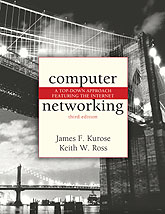 computer
A TOP-DOWN APPROACH
FEATURING THE INTERNET
networking
third edition
James F. Kurose
Keith W. Ross